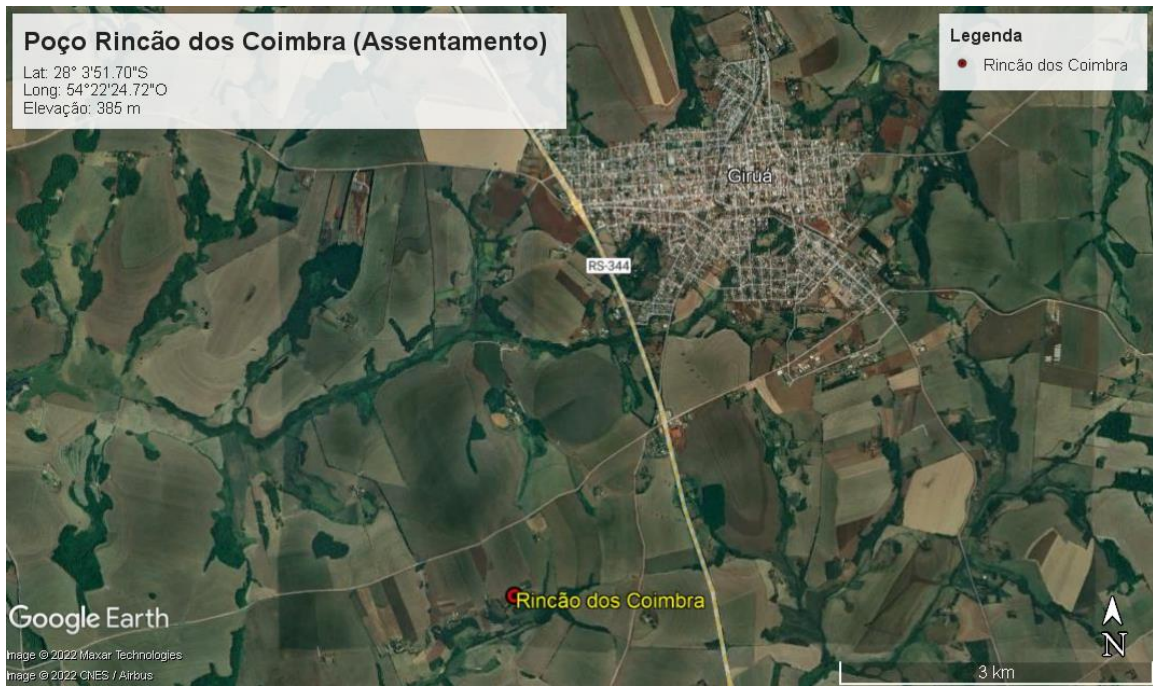 Poço Rincão dos Coimbra (Assentamento)
Lat: 28° 3'51.70"S
Long: 54°22'24.72"O
Elevação: 385 m
Legenda
Rincão dos Coimbra
Giruá
RS-344
Rincão dos Coimbra
Google Earth
Image © 2022 Maxar Technologies
Image © 2022 CNES / Airbus
N
3 km